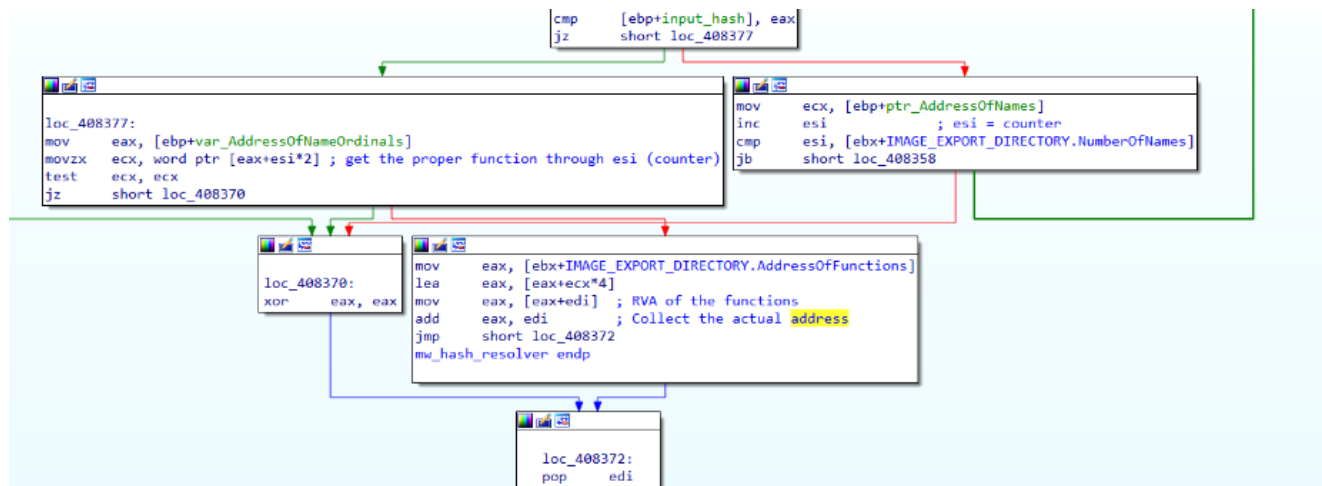 cmp     [ebp+input_hash], eax
jz      short loc_408377
loc_408377:
mov     eax, [ebp+var_AddressOfNameOrdinals]
movzx   ecx, word ptr [eax+esi*2] ; get the proper function through esi (counter)
test    ecx, ecx
jz      short loc_408370
mov     ecx, [ebp+ptr_AddressOfNames]
inc     esi             ; esi = counter
cmp     esi, [ebx+IMAGE_EXPORT_DIRECTORY.NumberOfNames]
jb      short loc_408358
loc_408370:
xor     eax, eax
mov     eax, [ebx+IMAGE_EXPORT_DIRECTORY.AddressOfFunctions]
lea     eax, [eax+ecx*4]
mov     eax, [eax+edi]  ; RVA of the functions
add     eax, edi        ; Collect the actual address
jmp     short loc_408372
mw_hash_resolver endp
loc_408372:
pop     edi